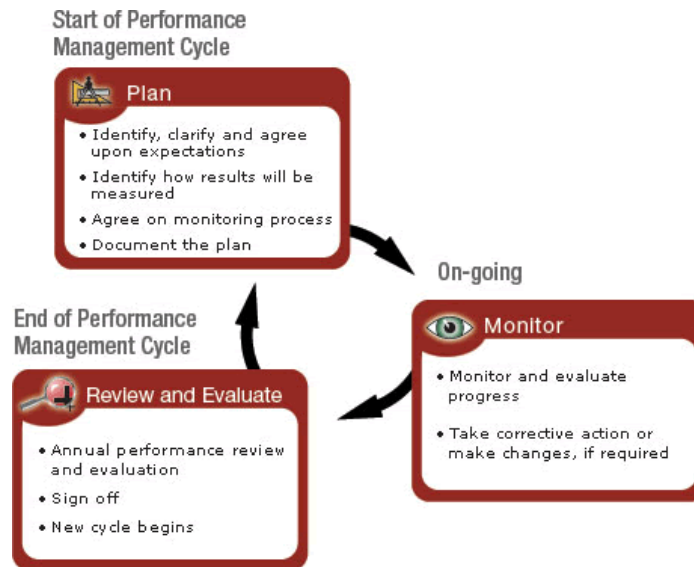 Start of Performance
Management Cycle
Plan
• Identify, clarify and agree
upon expectations
• Identify how results will be
measured
• Agree on monitoring process
• Document the plan
On-going
Monitor
• Monitor and evaluate
progress
• Take corrective action or
make changes, if required
End of Performance
Management Cycle
Review and Evaluate
• Annual performance review
and evaluation
• Sign off
• New cycle begins